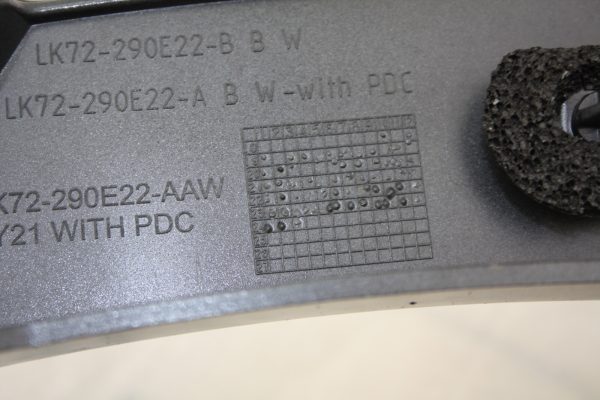 LK72-290E22-B B W
LK72-290E22-A B W-with PDC
K72-290E22-AAW
Y21 WITH PDC